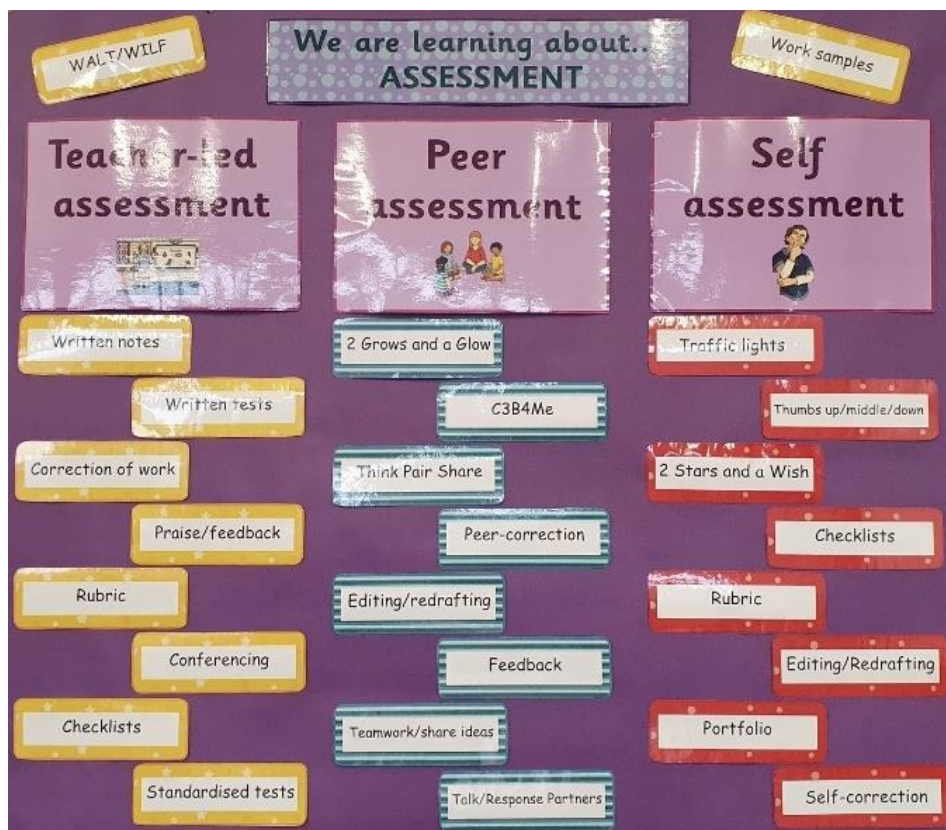 WALT/WILF
We are learning about..
ASSESSMENT
Work samples
Teacher-led
assessment
Peer
assessment
Self
assessment
Written notes
Written tests
Correction of work
Praise/feedback
Rubric
Conferencing
Checklists
Standardised tests
2 Grows and a Glow
C3B4Me
Think Pair Share
Peer-correction
Editing/redrafting
Feedback
Teamwork/share ideas
Talk/Response Partners
Traffic lights
Thumbs up/middle/down
2 Stars and a Wish
Checklists
Rubric
Editing/Redrafting
Portfolio
Self-correction